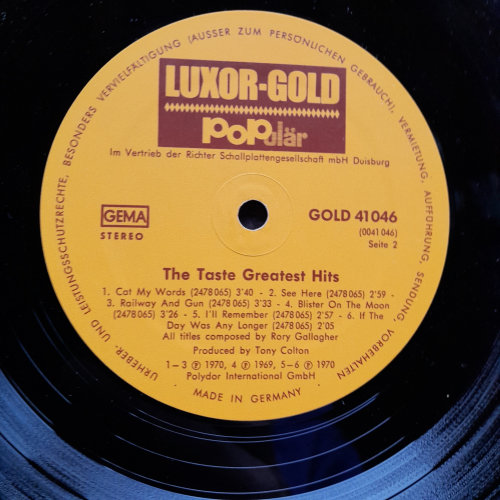 URHEBER- UND LEISTUNGSSCHUTZRECHTE, BESONDERS VERVIELFÄLTIGUNG (AUSSER ZUM PERSÖNLICHEN GEBRAUCH), VERMIETUNG, AUFFÜHRUNG, SENDUNG, VORBEHALTEN
LUXOR-GOLD
POPulär
Im Vertrieb der Richter Schallplattengesellschaft mbH Duisburg
GEMA
STEREO
GOLD 41046
(0041 046)
Seite 2
The Taste Greatest Hits
1. Cat My Words (2478 065) 3'40 - 2. See Here (2478 065) 2'59 -
3. Railway And Gun (2478 065) 3'33 - 4. Blister On The Moon
(2478 065) 3'26 - 5. I'll Remember (2478 065) 2'57 - 6. If The
Day Was Any Longer (2478 065) 2'05
All titles composed by Rory Gallagher
Produced by Tony Colton
1-3 ℗ 1970, 4 ℗ 1969, 5-6 ℗ 1970
Polydor International GmbH
MADE IN GERMANY